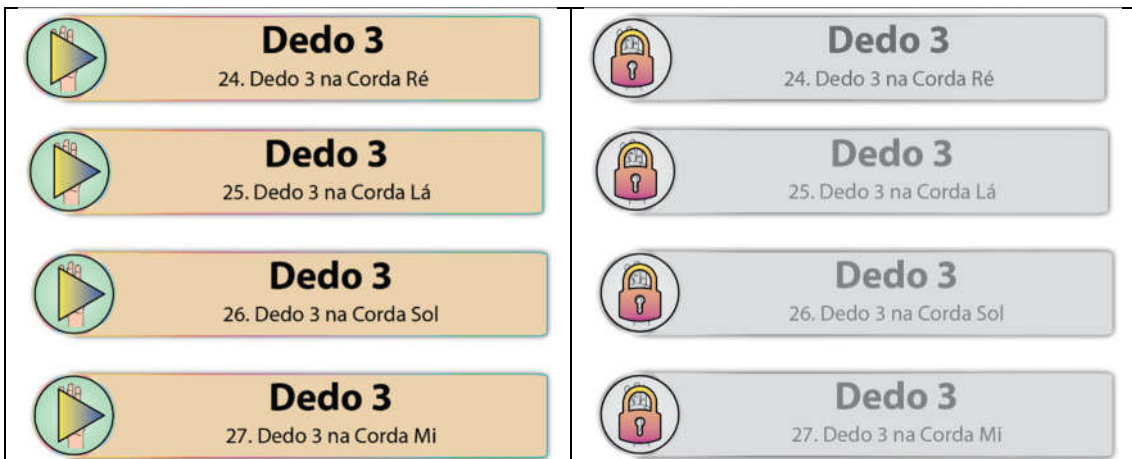 Dedo 3
24. Dedo 3 na Corda Ré
Dedo 3
25. Dedo 3 na Corda Lá
Dedo 3
26. Dedo 3 na Corda Sol
Dedo 3
27. Dedo 3 na Corda Mi
Dedo 3
24. Dedo 3 na Corda Ré
Dedo 3
25. Dedo 3 na Corda Lá
Dedo 3
26. Dedo 3 na Corda Sol
Dedo 3
27. Dedo 3 na Corda Mi